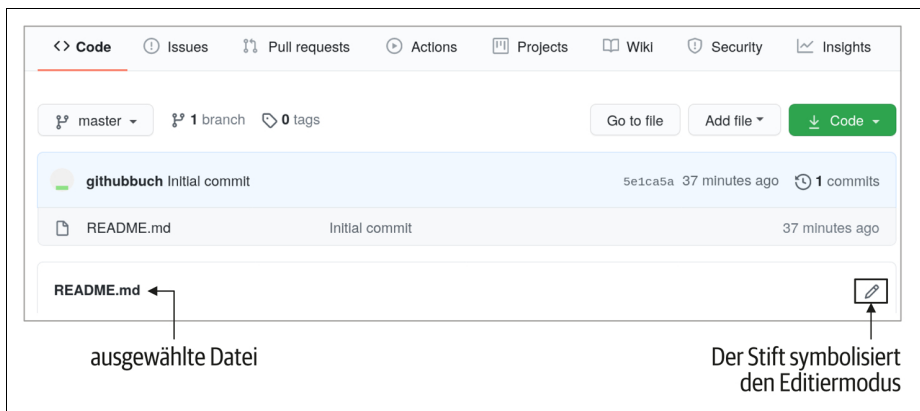 <> Code Issues Pull requests Actions Projects Wiki Security Insights
master 1 branch 0 tags Go to file Add file Code
githubbuch Initial commit 5e1ca5a 37 minutes ago 1 commits
README.md Initial commit 37 minutes ago
README.md
ausgewählte Datei
Der Stift symbolisiert
den Editiermodus